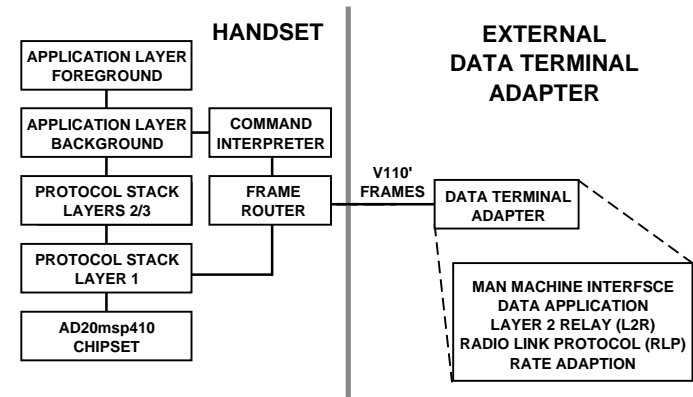 HANDSET
APPLICATION LAYER
FOREGROUND
APPLICATION LAYER
BACKGROUND
COMMAND
INTERPRETER
PROTOCOL STACK
LAYERS 2/3
FRAME
ROUTER
PROTOCOL STACK
LAYER 1
AD20msp410
CHIPSET
EXTERNAL
DATA TERMINAL
ADAPTER
V110'
FRAMES
DATA TERMINAL
ADAPTER
MAN MACHINE INTERFSCE
DATA APPLICATION
LAYER 2 RELAY (L2R)
RADIO LINK PROTOCOL (RLP)
RATE ADAPTION